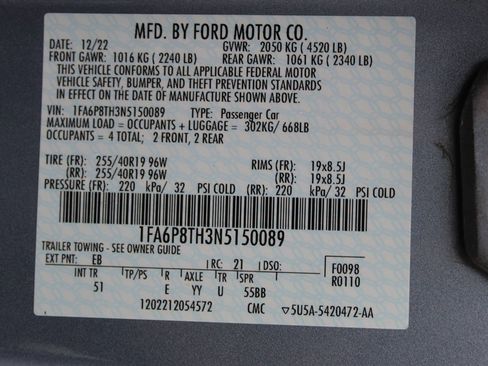 MFD. BY FORD MOTOR CO.
DATE: 12/22 GVWR: 2050 KG (4520 LB)
FRONT GAWR: 1016 KG (2240 LB) REAR GAWR: 1061 KG (2340 LB)
THIS VEHICLE CONFORMS TO ALL APPLICABLE FEDERAL MOTOR
VEHICLE SAFETY, BUMPER, AND THEFT PREVENTION STANDARDS
IN EFFECT ON THE DATE OF MANUFACTURE SHOWN ABOVE.
VIN: 1FA6P8TH3N5150089 TYPE: Passenger Car
MAXIMUM LOAD = OCCUPANTS + LUGGAGE = 302KG/ 668LB
OCCUPANTS = 4 TOTAL; 2 FRONT, 2 REAR
TIRE (FR): 255/40R19 96W RIMS (FR): 19x8.5J
(RR): 255/40R19 96W (RR): 19x8.5J
PRESSURE (FR): 220 kPa/ 32 PSI COLD (RR): 220 kPa/ 32 PSI COLD
1FA6P8TH3N5150089
TRAILER TOWING - SEE OWNER GUIDE
EXT PNT: EB RC: 21 DSO: F0098
INT TR TP/PS R AXLE TR SPR R0110
51 E YY U 55BB
1202212054572 CMC ▽5U5A-5420472-AA